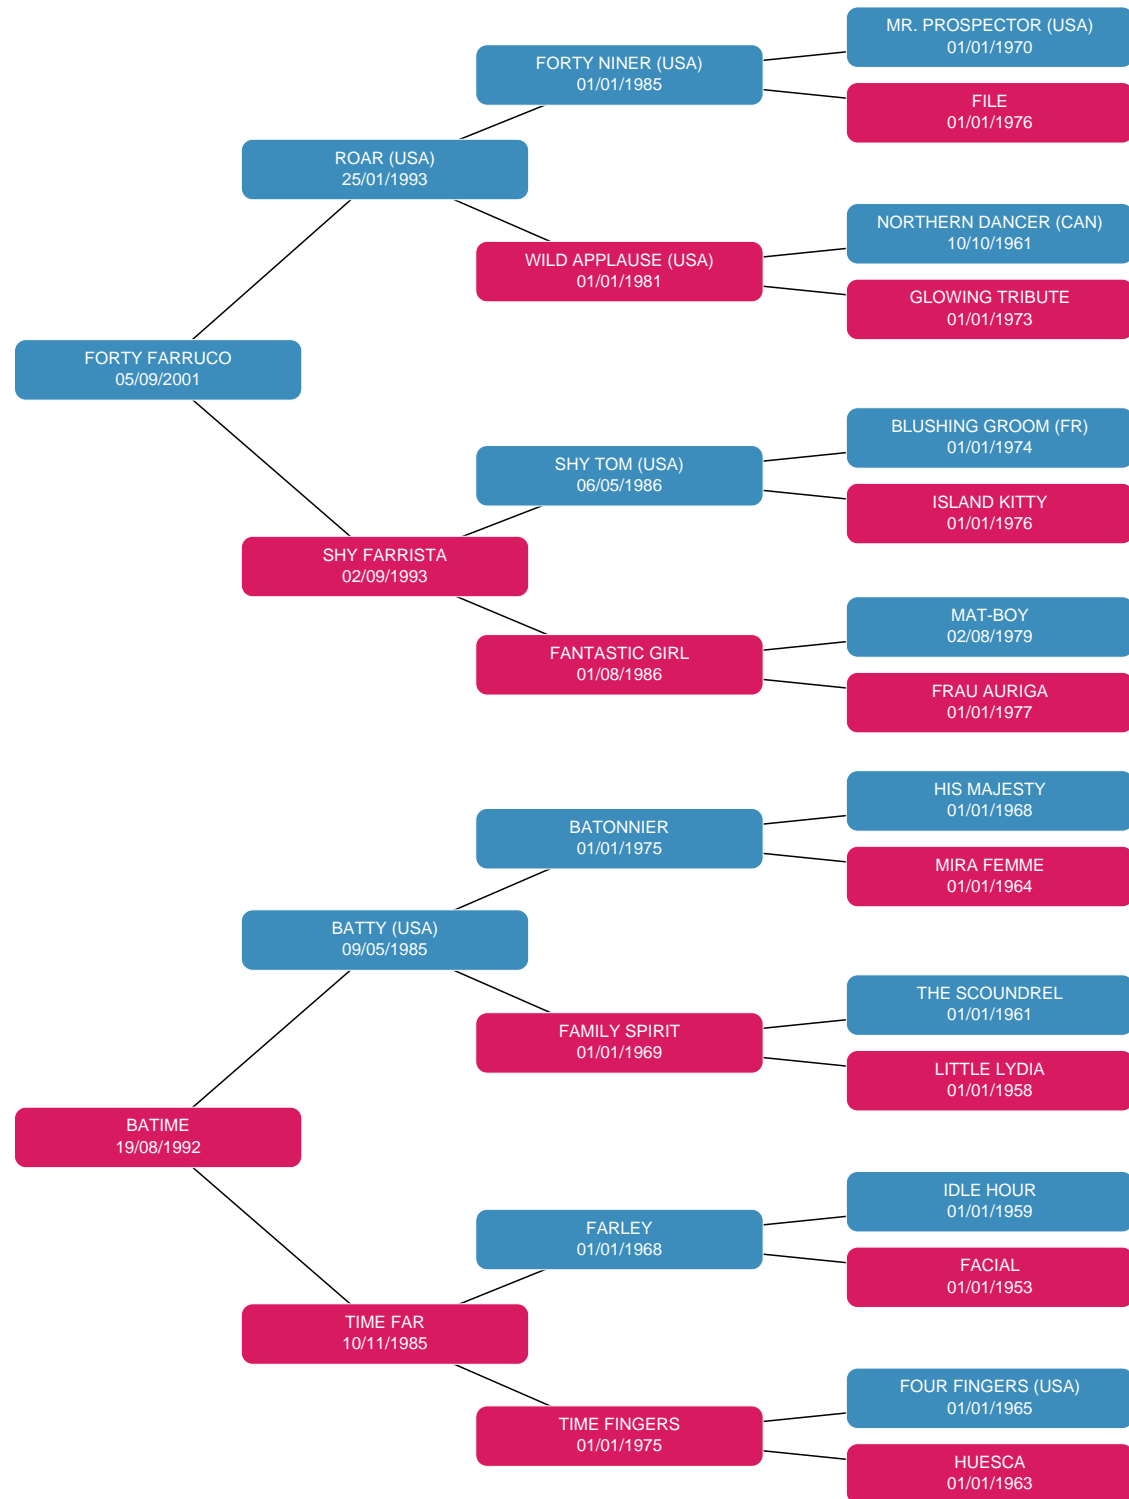 MR. PROSPECTOR (USA)
01/01/1970
FORTY NINER (USA)
01/01/1985
FILE
01/01/1976
ROAR (USA)
25/01/1993
NORTHERN DANCER (CAN)
10/10/1961
WILD APPLAUSE (USA)
01/01/1981
GLOWING TRIBUTE
01/01/1973
FORTY FARRUCO
05/09/2001
BLUSHING GROOM (FR)
01/01/1974
SHY TOM (USA)
06/05/1986
ISLAND KITTY
01/01/1976
SHY FARRISTA
02/09/1993
MAT-BOY
02/08/1979
FANTASTIC GIRL
01/08/1986
FRAU AURIGA
01/01/1977
HIS MAJESTY
01/01/1968
BATONNIER
01/01/1975
MIRA FEMME
01/01/1964
BATTY (USA)
09/05/1985
THE SCOUNDREL
01/01/1961
FAMILY SPIRIT
01/01/1969
LITTLE LYDIA
01/01/1958
BATIME
19/08/1992
IDLE HOUR
01/01/1959
FARLEY
01/01/1968
FACIAL
01/01/1953
TIME FAR
10/11/1985
FOUR FINGERS (USA)
01/01/1965
TIME FINGERS
01/01/1975
HUESCA
01/01/1963